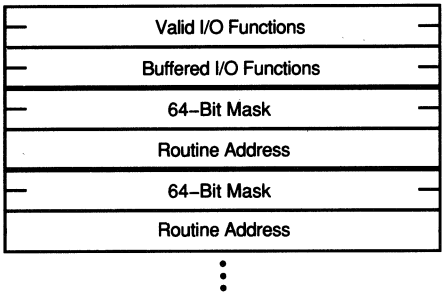 Valid I/O Functions
Buffered I/O Functions
64–Bit Mask
Routine Address
64–Bit Mask
Routine Address